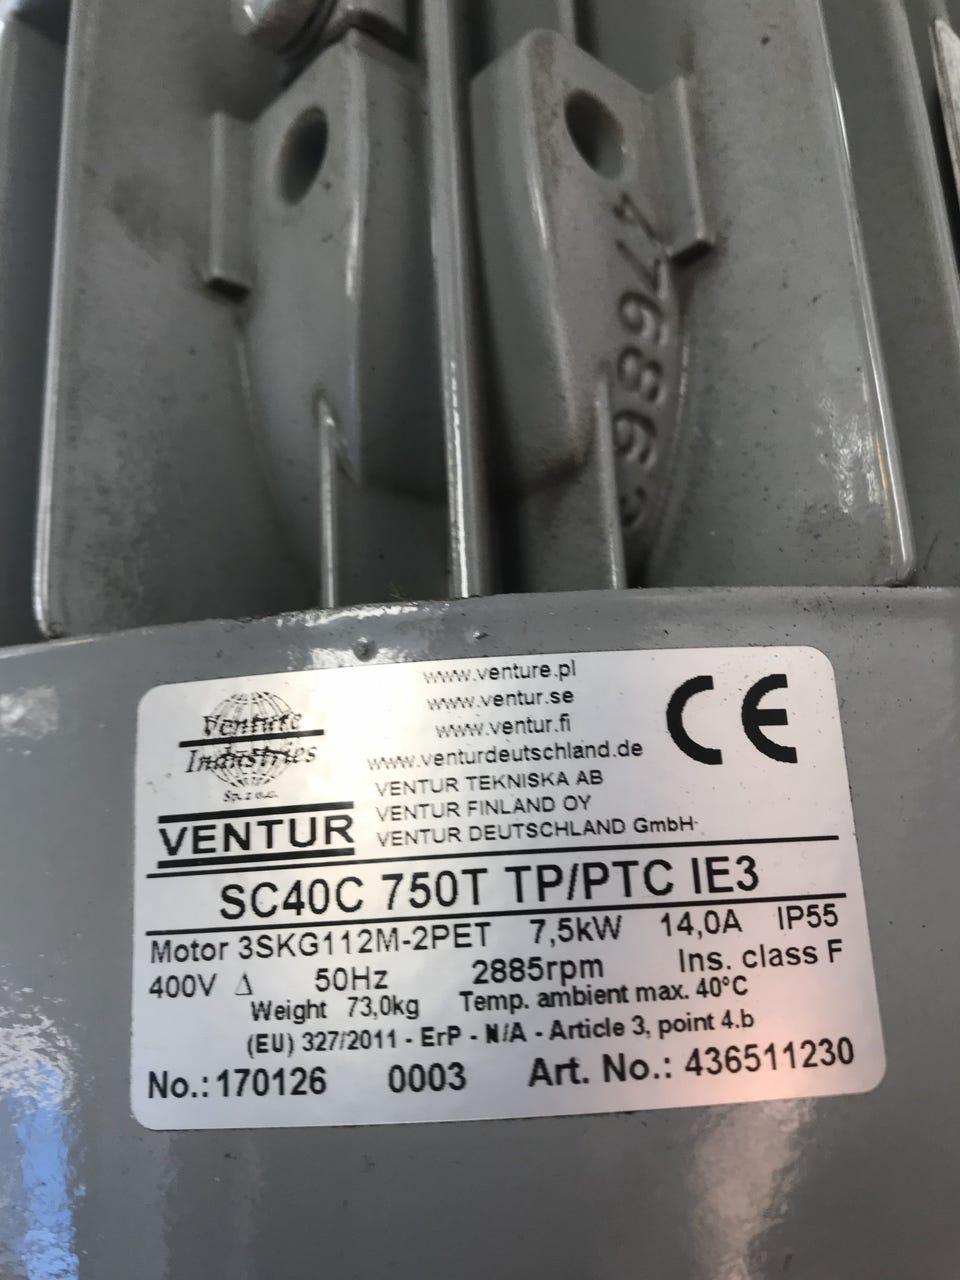 47686
Venture
Industries
Sp. z o.o.
VENTUR
www.venture.pl
www.ventur.se
www.ventur.fi
www.venturdeutschland.de
VENTUR TEKNISKA AB
VENTUR FINLAND OY
VENTUR DEUTSCHLAND GmbH
CE
SC40C 750T TP/PTC IE3
Motor 3SKG112M-2PET 7,5kW 14,0A IP55
400V Δ 50Hz 2885rpm Ins. class F
Weight 73,0kg Temp. ambient max. 40°C
(EU) 327/2011 - ErP - N/A - Article 3, point 4.b
No.: 170126 0003 Art. No.: 436511230